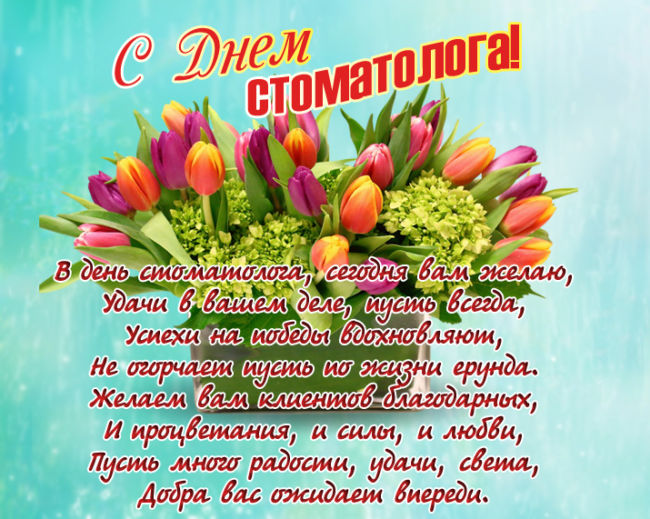 С Днем
стоматолога!
В день стоматолога, сегодня вам желаю,
Удачи в вашем деле, пусть всегда,
Успехи на победы вдохновляют,
Не огорчает пусть по жизни ерунда.
Желаем вам клиентов благодарных,
И процветания, и силы, и любви,
Пусть много радости, удачи, света,
Добра вас ожидает впереди.